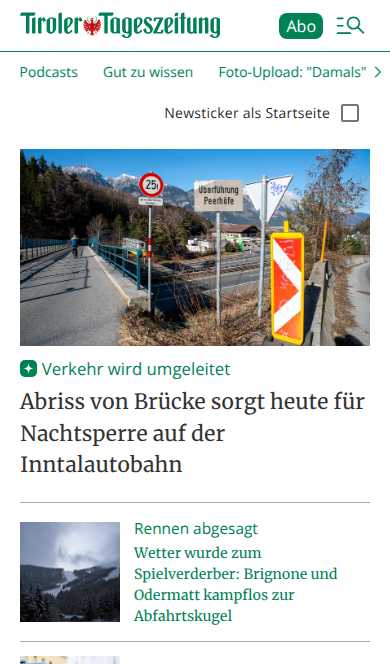 Tiroler Tageszeitung
Abo
Podcasts Gut zu wissen Foto-Upload: "Damals"
Newsticker als Startseite
25t
Überführung
Peerhöfe
Verkehr wird umgeleitet
Abriss von Brücke sorgt heute für
Nachtsperre auf der
Inntalautobahn
Rennen abgesagt
Wetter wurde zum
Spielverderber: Brignone und
Odermatt kampflos zur
Abfahrtskugel